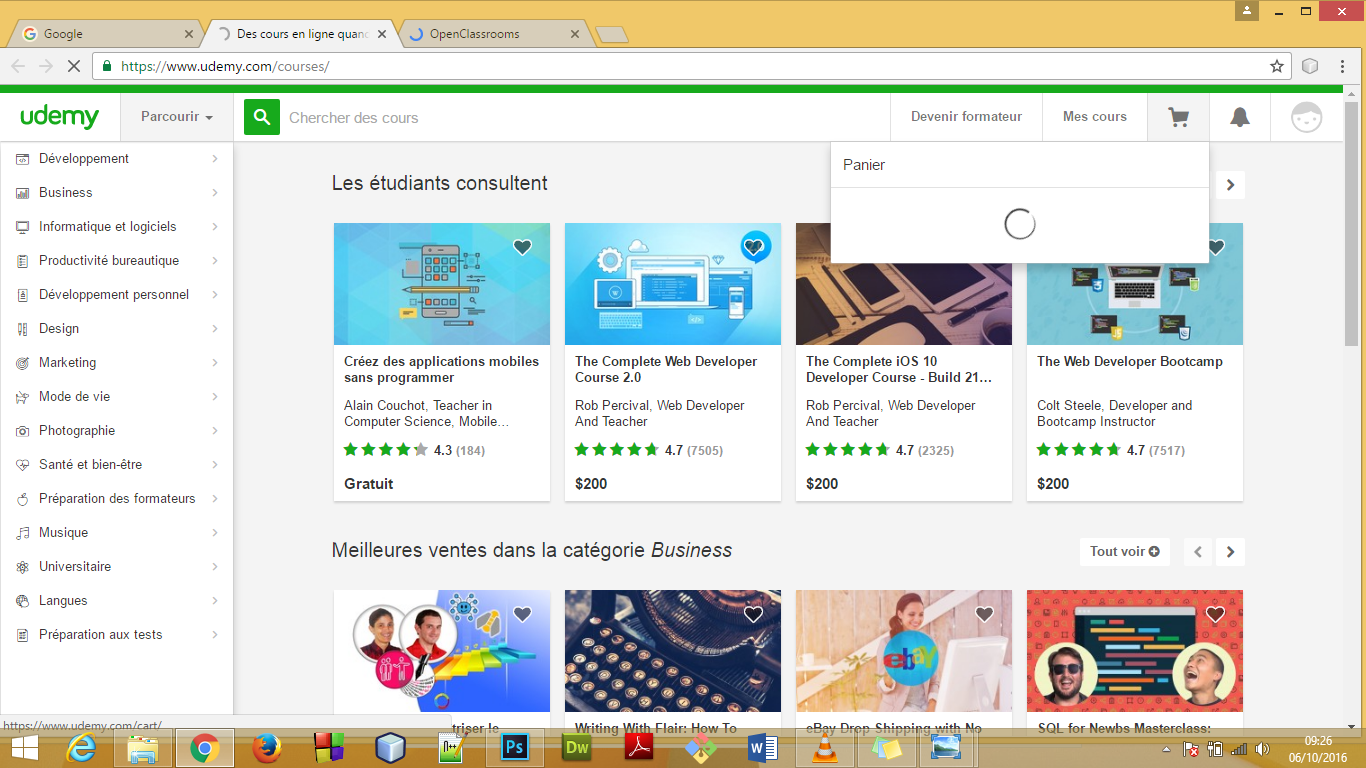 Google
Des cours en ligne quand
OpenClassrooms
https://www.udemy.com/courses/
udemy
Parcourir
Chercher des cours
Devenir formateur
Mes cours
Développement
Business
Informatique et logiciels
Productivité bureautique
Développement personnel
Design
Marketing
Mode de vie
Photographie
Santé et bien-être
Préparation des formateurs
Musique
Universitaire
Langues
Préparation aux tests
Panier
Les étudiants consultent
Créez des applications mobiles
sans programmer
Alain Couchot, Teacher in
Computer Science, Mobile...
4.3 (184)
Gratuit
The Complete Web Developer
Course 2.0
Rob Percival, Web Developer
And Teacher
4.7 (7505)
$200
The Complete iOS 10
Developer Course - Build 21...
Rob Percival, Web Developer
And Teacher
4.7 (2325)
$200
The Web Developer Bootcamp
Colt Steele, Developer and
Bootcamp Instructor
4.7 (7517)
$200
Meilleures ventes dans la catégorie Business
Tout voir
ebay
triser le
Writing With Flair: How To
eBay Drop Shipping with No
SQL for Newbs Masterclass:
https://www.udemy.com/cart/
Ps
Dw
W
09:26
06/10/2016